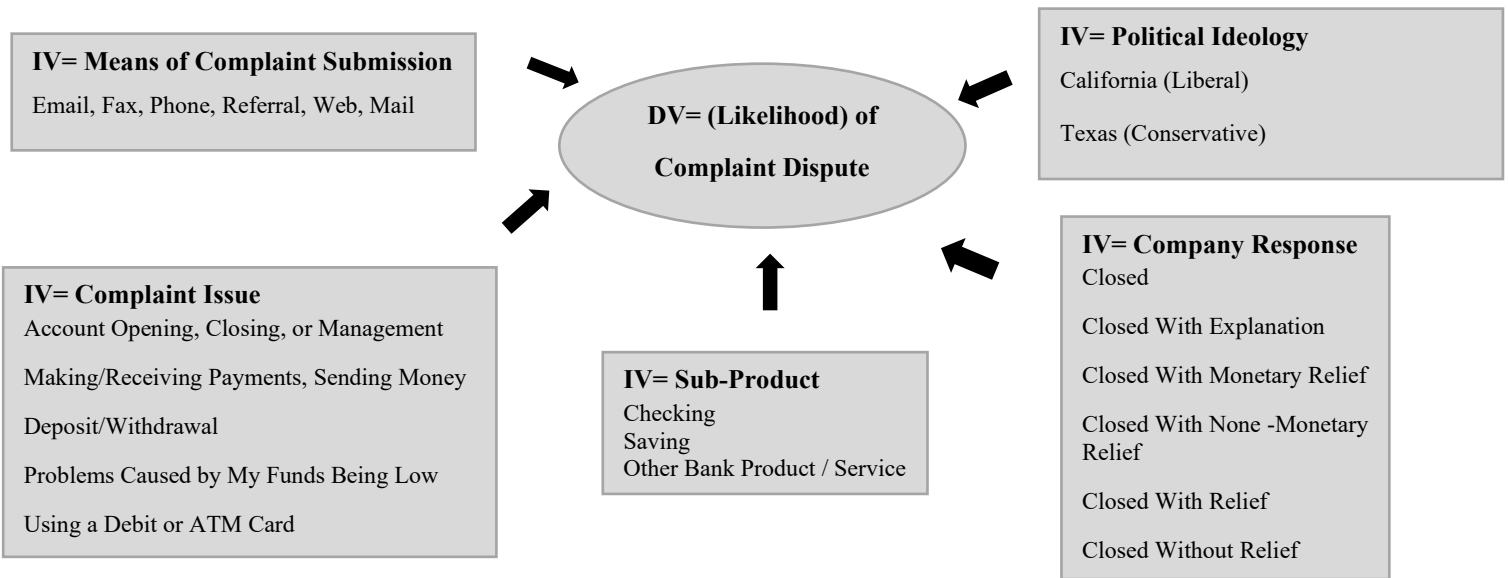 IV= Means of Complaint Submission
Email, Fax, Phone, Referral, Web, Mail
DV= (Likelihood) of
Complaint Dispute
IV= Political Ideology
California (Liberal)
Texas (Conservative)
IV= Complaint Issue
Account Opening, Closing, or Management
Making/Receiving Payments, Sending Money
Deposit/Withdrawal
Problems Caused by My Funds Being Low
Using a Debit or ATM Card
IV= Sub-Product
Checking
Saving
Other Bank Product / Service
IV= Company Response
Closed
Closed With Explanation
Closed With Monetary Relief
Closed With None -Monetary
Relief
Closed With Relief
Closed Without Relief